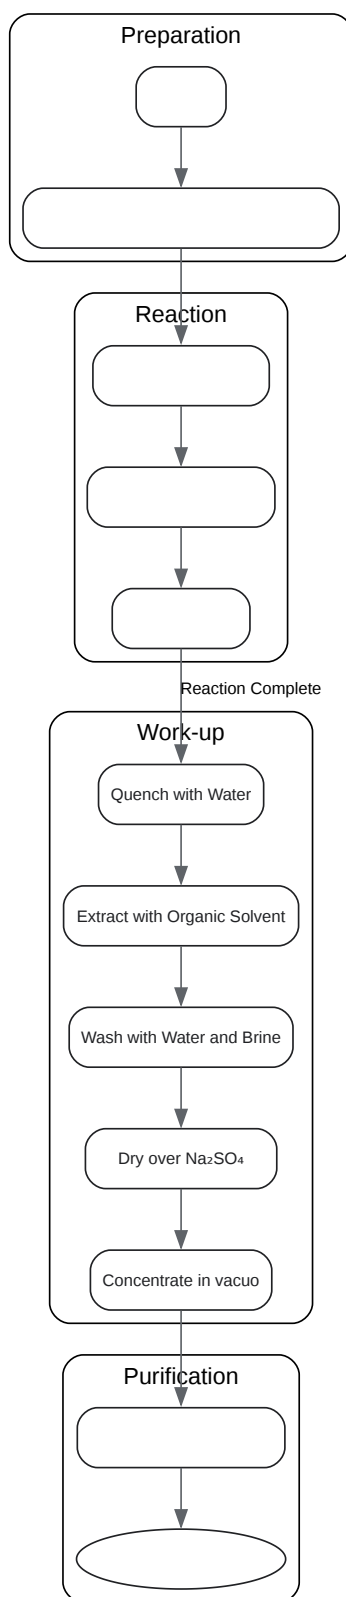 Preparation
Reaction
Reaction Complete
Work-up
Quench with Water
Extract with Organic Solvent
Wash with Water and Brine
Dry over Na₂SO₄
Concentrate in vacuo
Purification